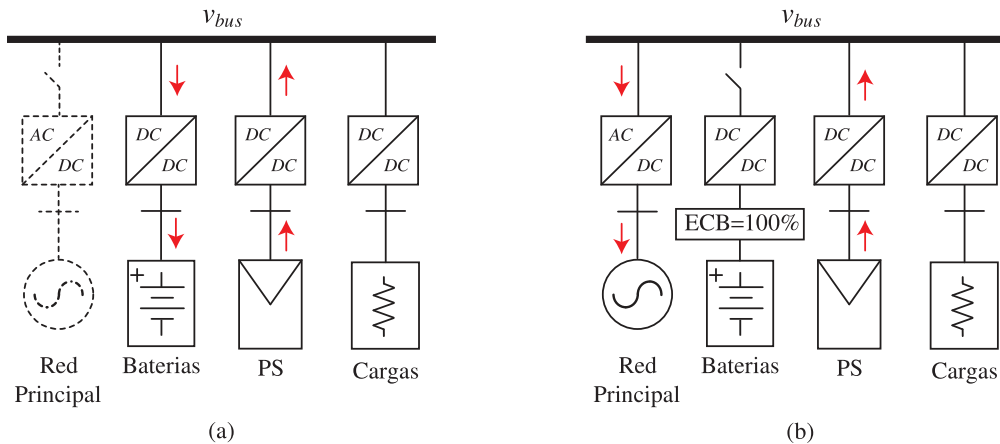 v_bus
AC
DC
DC
DC
DC
DC
DC
DC
+
Red
Principal
Baterias
PS
Cargas
(a)
v_bus
AC
DC
DC
DC
DC
DC
DC
DC
ECB=100%
+
Red
Principal
Baterias
PS
Cargas
(b)